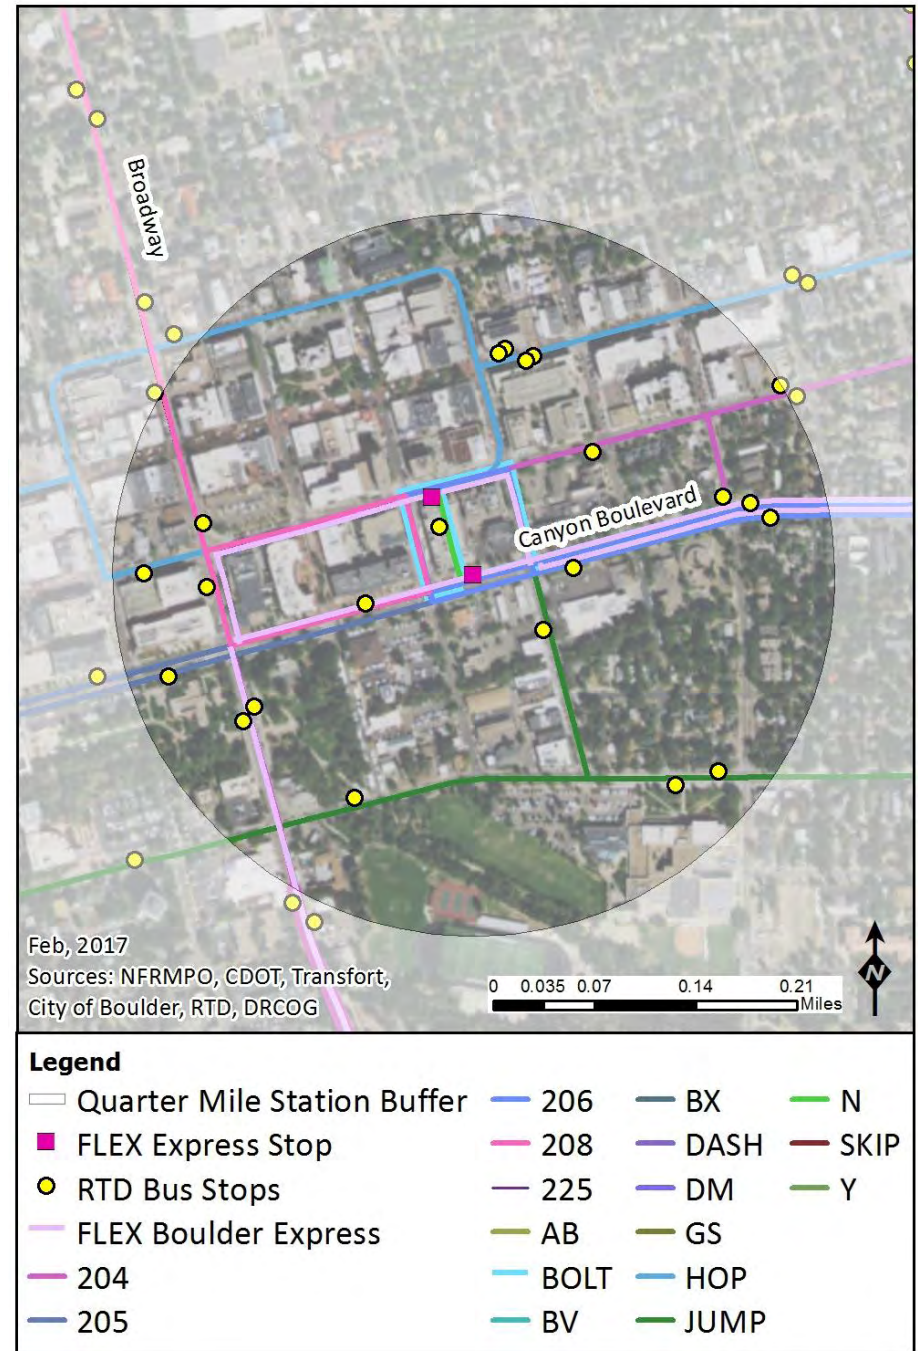 Broadway
Canyon Boulevard
Feb, 2017
Sources: NFRMPO, CDOT, Transfort,
City of Boulder, RTD, DRCOG
0 0.035 0.07 0.14 0.21
Miles
N
Legend
Quarter Mile Station Buffer
FLEX Express Stop
RTD Bus Stops
FLEX Boulder Express
204
205
206
208
225
AB
BOLT
BV
BX
DASH
DM
GS
HOP
JUMP
N
SKIP
Y